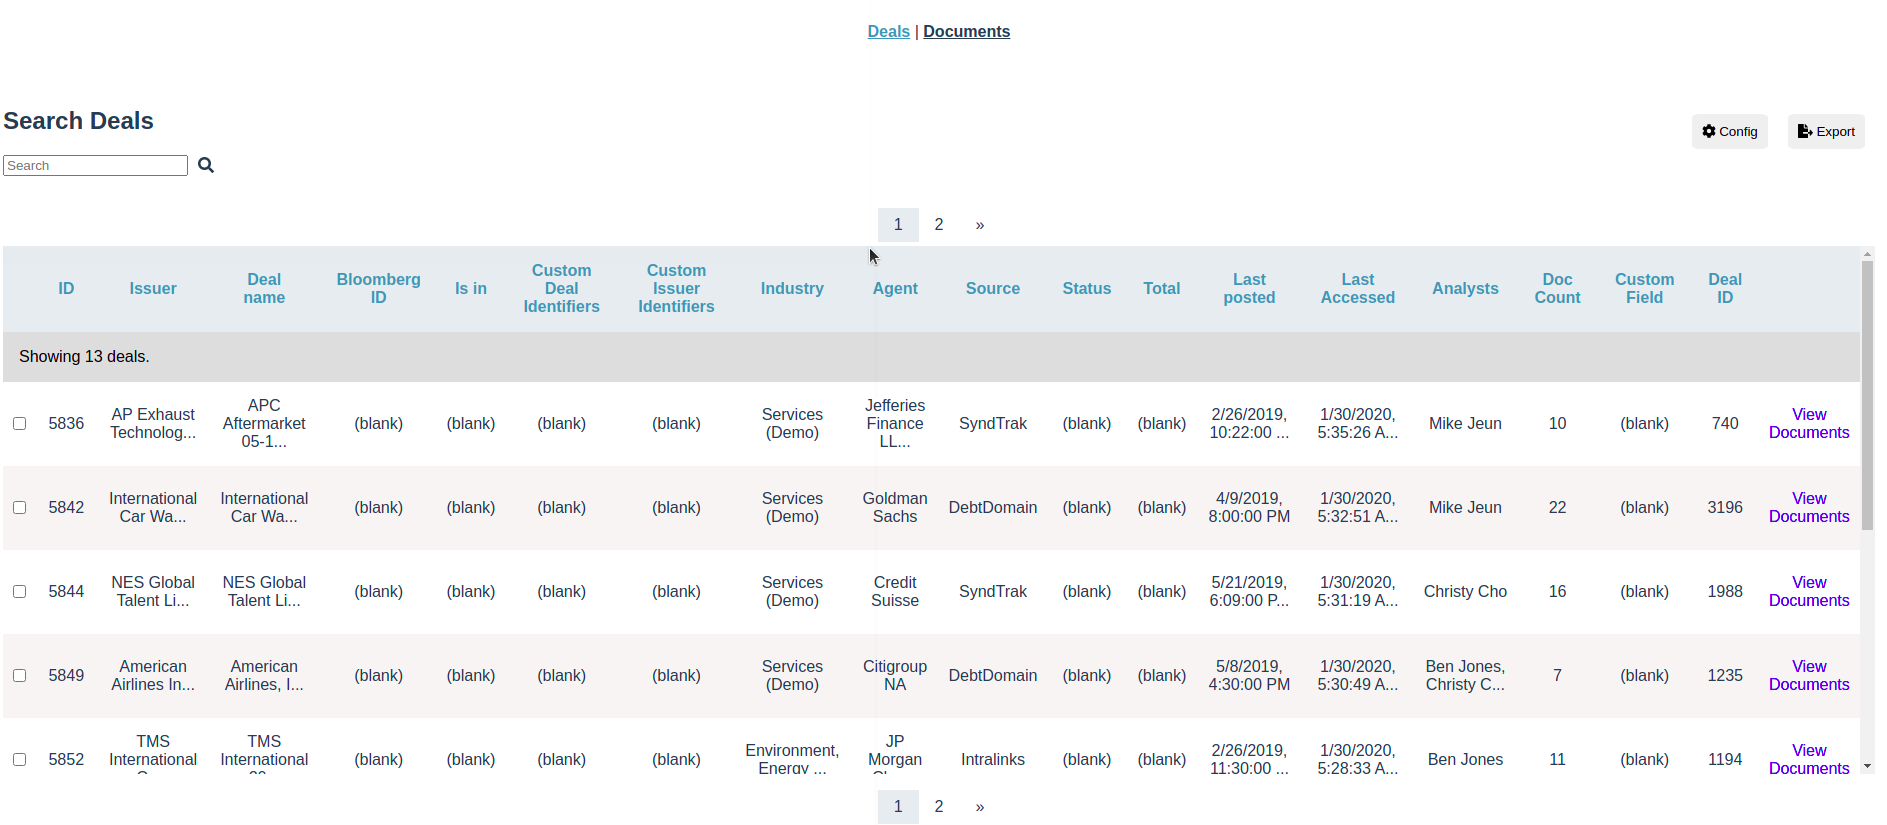 Deals | Documents
Search Deals
Config Export
Search
1 2 »
ID Issuer Deal name Bloomberg ID Is in Custom Deal Identifiers Custom Issuer Identifiers Industry Agent Source Status Total Last posted Last Accessed Analysts Doc Count Custom Field Deal ID
Showing 13 deals.
5836 AP Exhaust Technolog... APC Aftermarket 05-1... (blank) (blank) (blank) (blank) Services (Demo) Jefferies Finance LL... SyndTrak (blank) (blank) 2/26/2019, 10:22:00 ... 1/30/2020, 5:35:26 A... Mike Jeun 10 (blank) 740 View Documents
5842 International Car Wa... International Car Wa... (blank) (blank) (blank) (blank) Services (Demo) Goldman Sachs DebtDomain (blank) (blank) 4/9/2019, 8:00:00 PM 1/30/2020, 5:32:51 A... Mike Jeun 22 (blank) 3196 View Documents
5844 NES Global Talent Li... NES Global Talent Li... (blank) (blank) (blank) (blank) Services (Demo) Credit Suisse SyndTrak (blank) (blank) 5/21/2019, 6:09:00 P... 1/30/2020, 5:31:19 A... Christy Cho 16 (blank) 1988 View Documents
5849 American Airlines In... American Airlines, I... (blank) (blank) (blank) (blank) Services (Demo) Citigroup NA DebtDomain (blank) (blank) 5/8/2019, 4:30:00 PM 1/30/2020, 5:30:49 A... Ben Jones, Christy C... 7 (blank) 1235 View Documents
5852 TMS International TMS International (blank) (blank) (blank) (blank) Environment, Energy ... JP Morgan Intralinks (blank) (blank) 2/26/2019, 11:30:00 ... 1/30/2020, 5:28:33 A... Ben Jones 11 (blank) 1194 View Documents
1 2 »